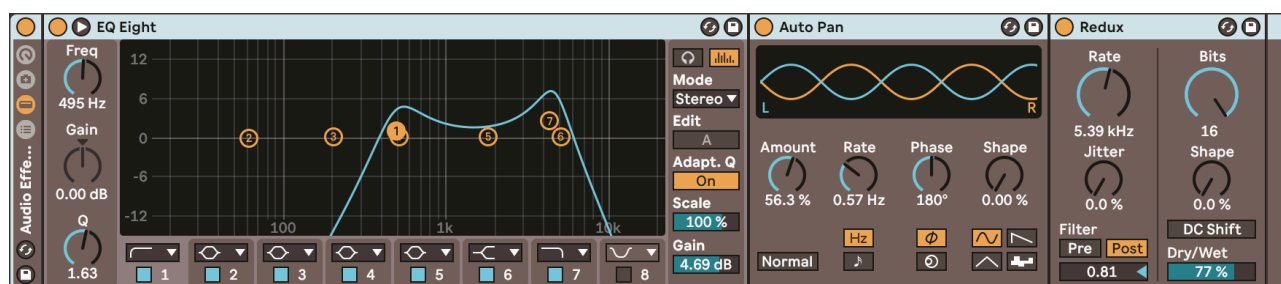 Audio Effe...
EQ Eight
Freq
495 Hz
Gain
0.00 dB
Q
1.63
12
6
0
-6
-12
100
1k
10k
2
3
1
5
7
6
1
2
3
4
5
6
7
8
Mode
Stereo
Edit
A
Adapt. Q
On
Scale
100 %
Gain
4.69 dB
Auto Pan
L
R
Amount
56.3 %
Rate
0.57 Hz
Phase
180°
Shape
0.00 %
Normal
Hz
Redux
Rate
5.39 kHz
Jitter
0.0 %
Filter
Pre
Post
0.81
Bits
16
Shape
0.0 %
DC Shift
Dry/Wet
77 %